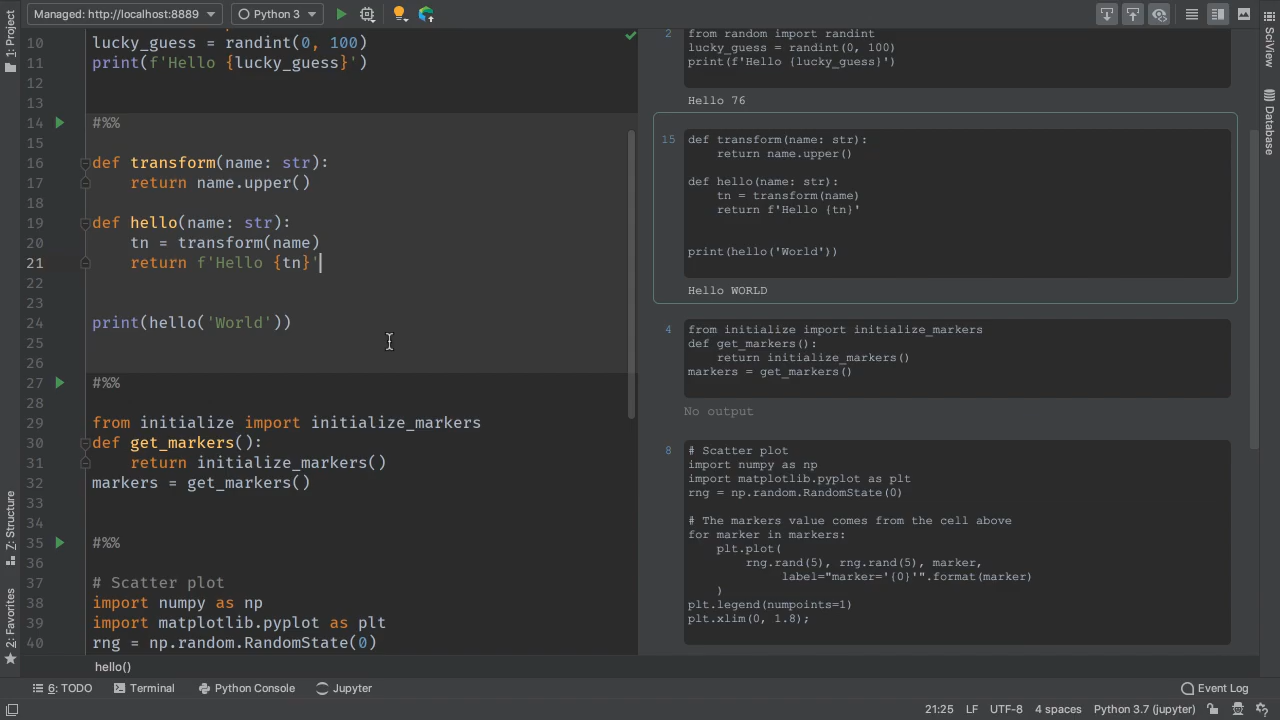 Managed: http://localhost:8889
Python 3
1: Project
10
lucky_guess = randint(0, 100)
11
print(f'Hello {lucky_guess}')
12
13
14
#%%
15
16
def transform(name: str):
17
return name.upper()
18
19
def hello(name: str):
20
tn = transform(name)
21
return f'Hello {tn}'
22
23
24
print(hello('World'))
25
26
27
#%%
28
29
from initialize import initialize_markers
30
def get_markers():
31
return initialize_markers()
32
markers = get_markers()
33
34
35
#%%
36
37
# Scatter plot
38
import numpy as np
39
import matplotlib.pyplot as plt
40
rng = np.random.RandomState(0)
hello()
2
from random import randint
lucky_guess = randint(0, 100)
print(f'Hello {lucky_guess}')
Hello 76
15
def transform(name: str):
return name.upper()
def hello(name: str):
tn = transform(name)
return f'Hello {tn}'
print(hello('World'))
Hello WORLD
4
from initialize import initialize_markers
def get_markers():
return initialize_markers()
markers = get_markers()
No output
8
# Scatter plot
import numpy as np
import matplotlib.pyplot as plt
rng = np.random.RandomState(0)
# The markers value comes from the cell above
for marker in markers:
plt.plot(
rng.rand(5), rng.rand(5), marker,
label="marker='{0}'".format(marker)
)
plt.legend(numpoints=1)
plt.xlim(0, 1.8);
SciView
Database
Z: Structure
2: Favorites
6: TODO
Terminal
Python Console
Jupyter
Event Log
21:25
LF
UTF-8
4 spaces
Python 3.7 (jupyter)